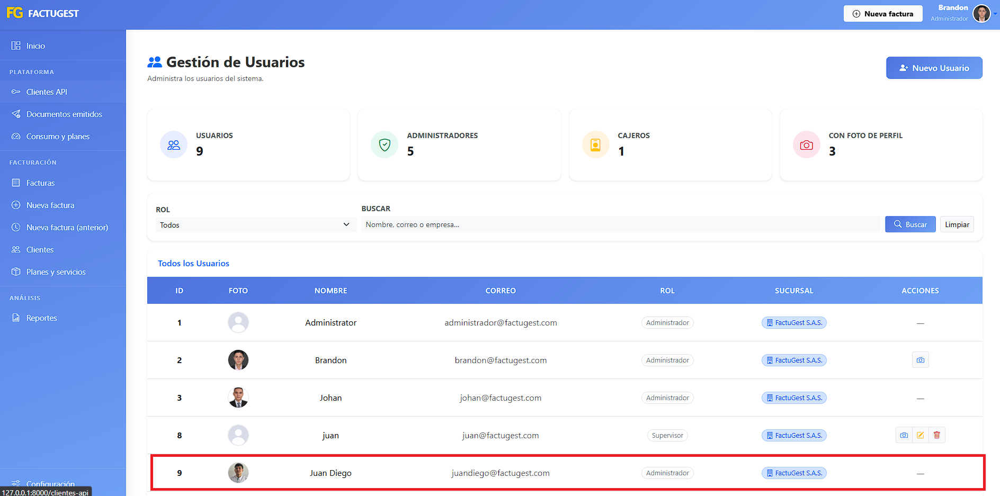 FG FACTUGEST
Nueva factura
Brandon
Administrador
Inicio
PLATAFORMA
Clientes API
Documentos emitidos
Consumo y planes
FACTURACIÓN
Facturas
Nueva factura
Nueva factura (anterior)
Clientes
Planes y servicios
ANÁLISIS
Reportes
Configuración
127.0.0.1:8000/clientes-api
Gestión de Usuarios
Administra los usuarios del sistema.
Nuevo Usuario
USUARIOS
9
ADMINISTRADORES
5
CAJEROS
1
CON FOTO DE PERFIL
3
ROL
Todos
BUSCAR
Nombre, correo o empresa...
Buscar
Limpiar
Todos los Usuarios
ID FOTO NOMBRE CORREO ROL SUCURSAL ACCIONES
1 Administrator administrador@factugest.com Administrador FactuGest S.A.S. —
2 Brandon brandon@factugest.com Administrador FactuGest S.A.S.
3 Johan johan@factugest.com Administrador FactuGest S.A.S. —
8 juan juan@factugest.com Supervisor FactuGest S.A.S.
9 Juan Diego juandiego@factugest.com Administrador FactuGest S.A.S. —